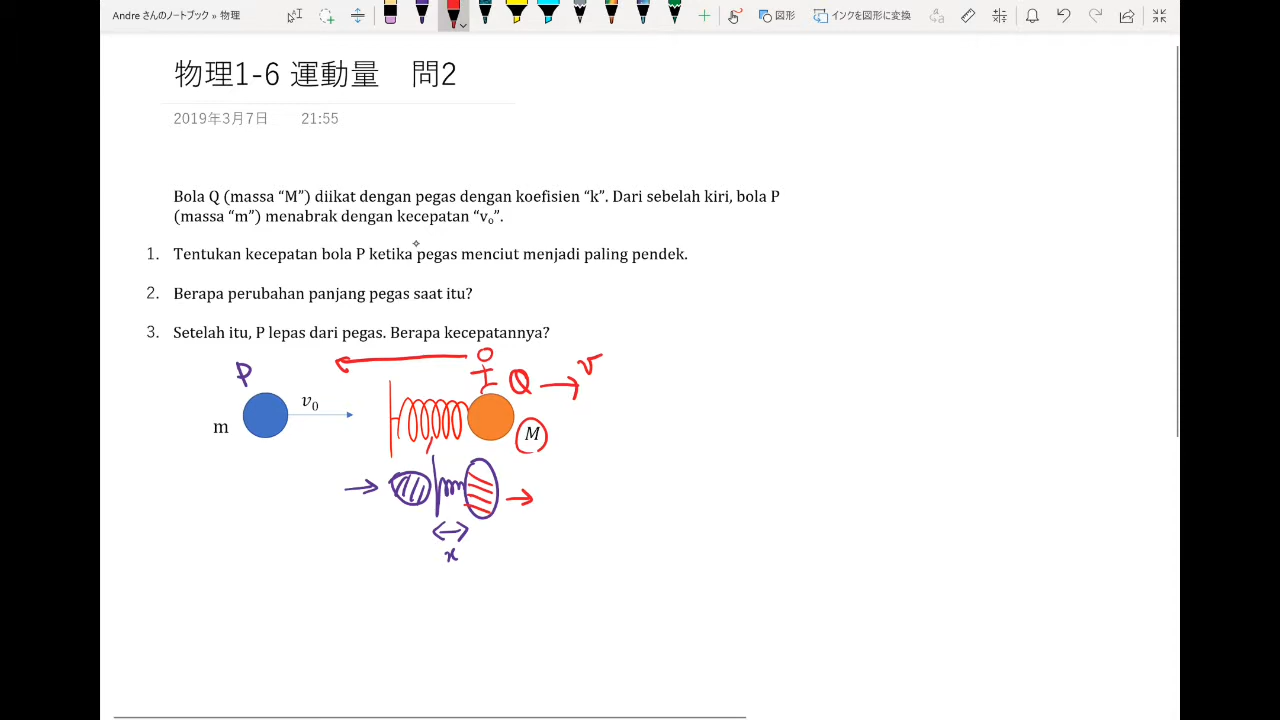 Andre さんのノートブック » 物理
図形
インクを図形に変換
物理1-6 運動量 問2
2019年3月7日 21:55
Bola Q (massa “M”) diikat dengan pegas dengan koefisien “k”. Dari sebelah kiri, bola P
(massa “m”) menabrak dengan kecepatan “v₀”.
1. Tentukan kecepatan bola P ketika pegas menciut menjadi paling pendek.
2. Berapa perubahan panjang pegas saat itu?
3. Setelah itu, P lepas dari pegas. Berapa kecepatannya?
P
v
Q
v₀
m
M
x